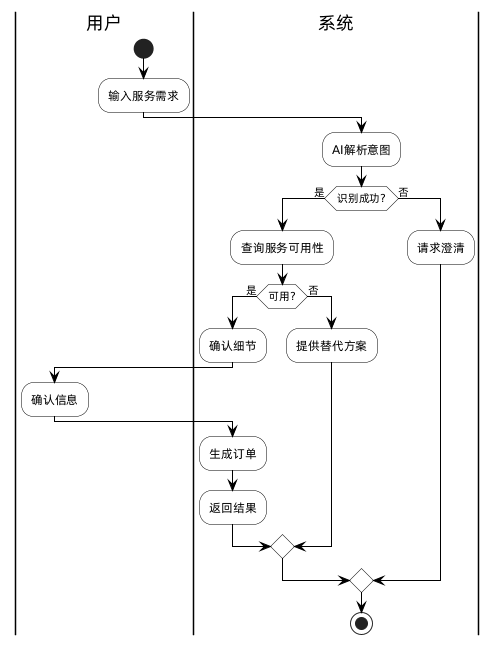 用户
系统
输入服务需求
AI解析意图
是
识别成功？
否
查询服务可用性
请求澄清
是
可用？
否
确认细节
提供替代方案
确认信息
生成订单
返回结果